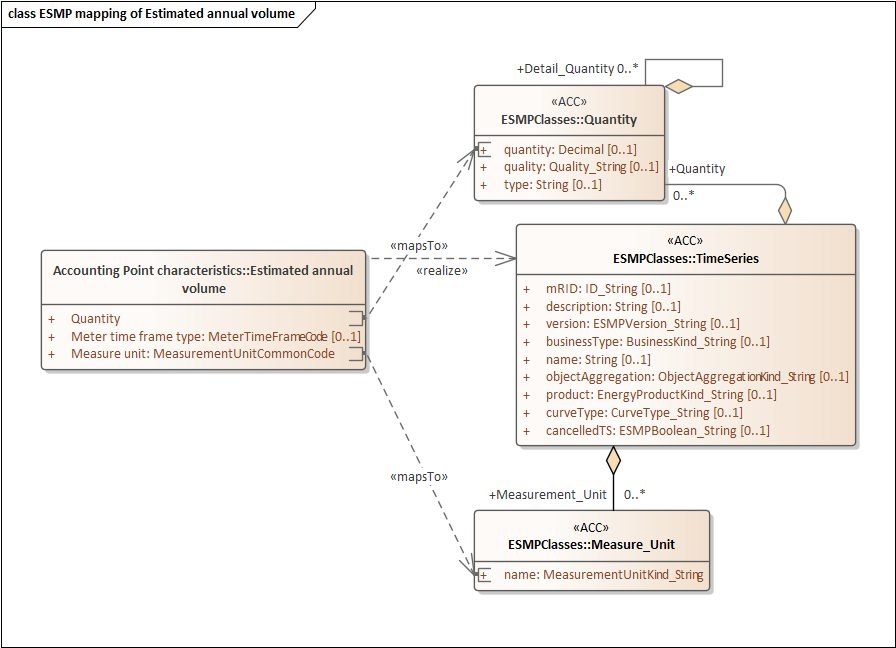 class ESMP mapping of Estimated annual volume
+Detail_Quantity 0..*
«ACC»
ESMPClasses::Quantity
+ quantity: Decimal [0..1]
+ quality: Quality_String [0..1]
+ type: String [0..1]
+Quantity
0..*
«mapsTo»
«realize»
Accounting Point characteristics::Estimated annual
volume
+ Quantity
+ Meter time frame type: MeterTimeFrameCode [0..1]
+ Measure unit: MeasurementUnitCommonCode
«ACC»
ESMPClasses::TimeSeries
+ mRID: ID_String [0..1]
+ description: String [0..1]
+ version: ESMPVersion_String [0..1]
+ businessType: BusinessKind_String [0..1]
+ name: String [0..1]
+ objectAggregation: ObjectAggregationKind_String [0..1]
+ product: EnergyProductKind_String [0..1]
+ curveType: CurveType_String [0..1]
+ cancelledTS: ESMPBoolean_String [0..1]
«mapsTo»
+Measurement_Unit 0..*
«ACC»
ESMPClasses::Measure_Unit
+ name: MeasurementUnitKind_String